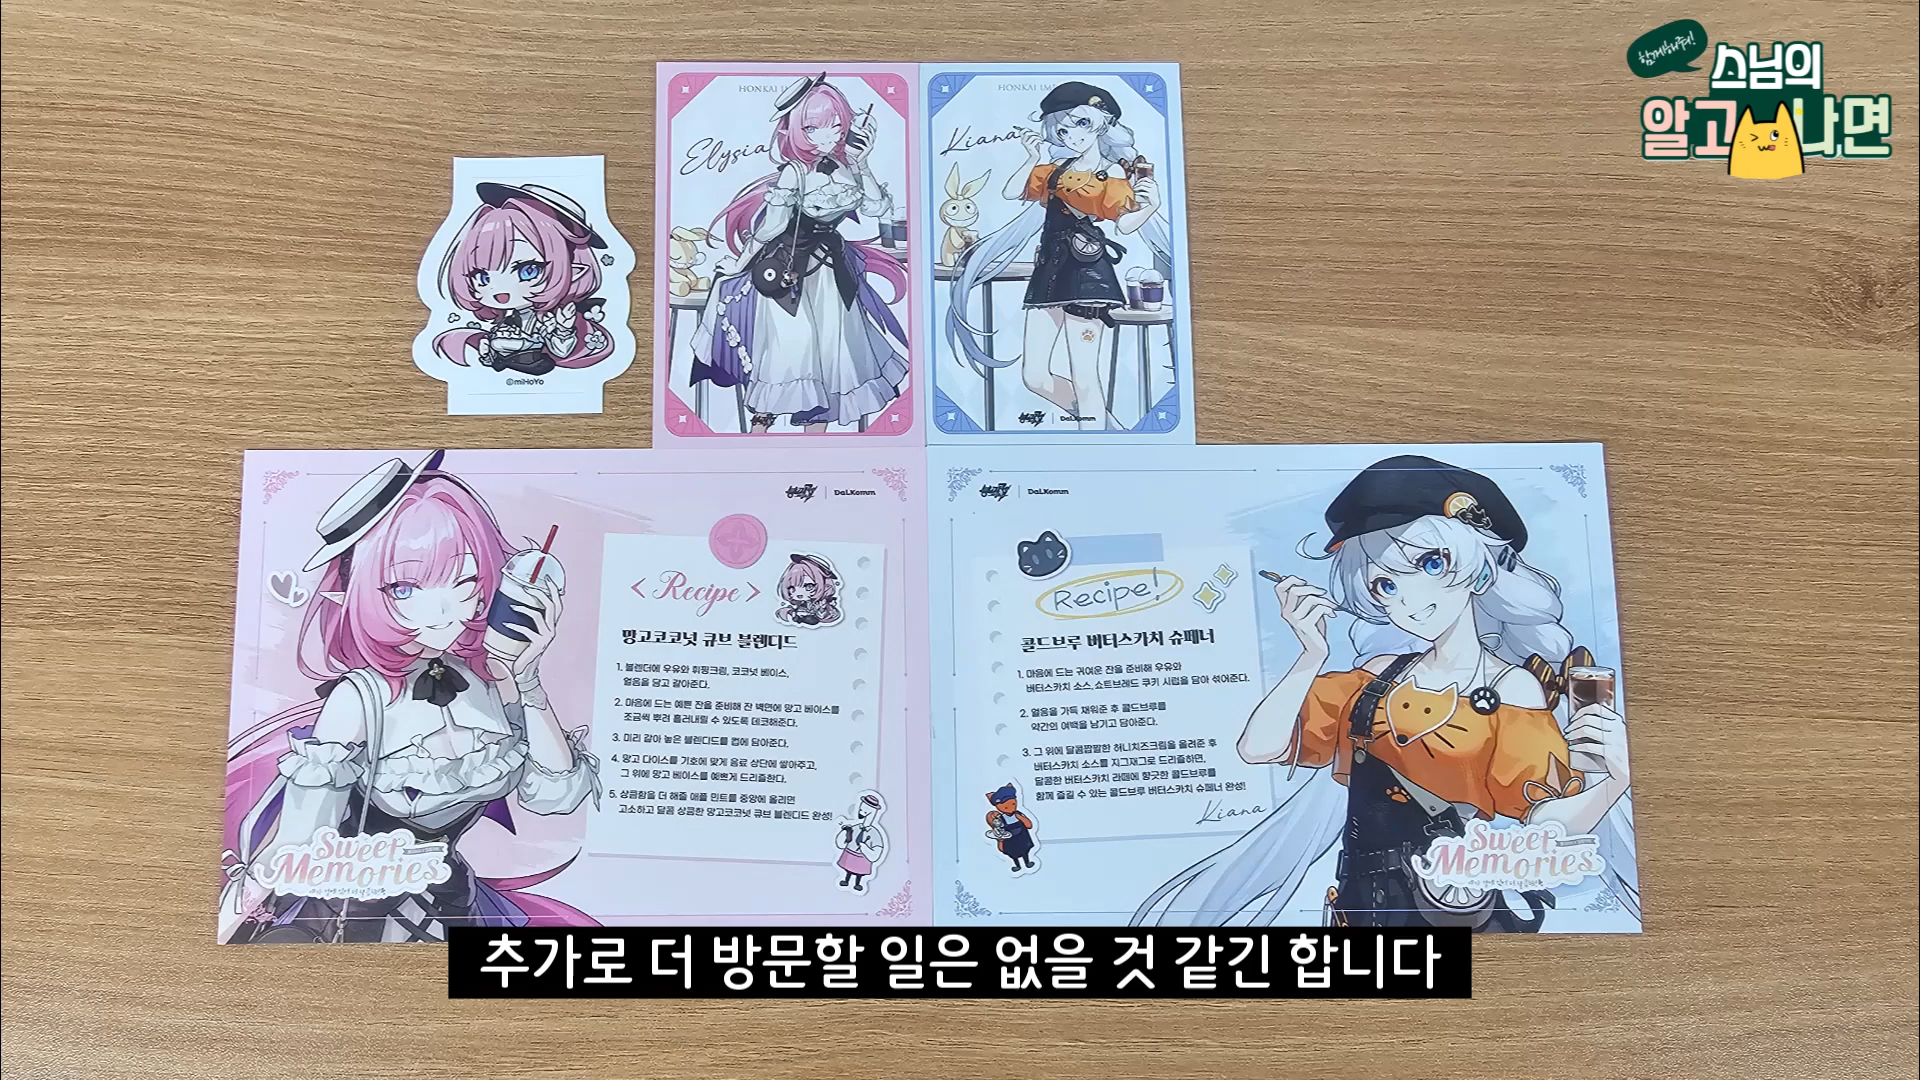 함께해줘!
스님의
알고나면
HONKAI IM
Elysia
DaLKomm
HONKAI IM
Kiana
DaLKomm
©miHoYo
붕괴3rd
DaLKomm
< Recipe >
망고코코넛 큐브 블렌디드
1. 블렌더에 우유와 휘핑크림, 코코넛 베이스,
얼음을 담고 갈아준다.
2. 마음에 드는 예쁜 잔을 준비해 잔 벽면에 망고 베이스를
조금씩 뿌려 흘러내릴 수 있도록 데코해준다.
3. 미리 갈아 놓은 블렌디드를 컵에 담아준다.
4. 망고 다이스를 기호에 맞게 음료 상단에 쌓아주고,
그 위에 망고 베이스를 예쁘게 드리즐한다.
5. 상큼함을 더 해줄 애플 민트를 중앙에 올리면
고소하고 달콤 상큼한 망고코코넛 큐브 블렌디드 완성!
Sweet
Memories
DaLKomm
Recipe!
콜드브루 버터스카치 슈페너
1. 마음에 드는 귀여운 잔을 준비해 우유와
버터스카치 소스, 쇼트브레드 쿠키 시럽을 담아 섞어준다.
2. 얼음을 가득 채워준 후 콜드브루를
약간의 여백을 남기고 담아준다.
3. 그 위에 달콤짭짤한 허니치즈크림을 올려준 후
버터스카치 소스를 지그재그로 드리즐하면,
달콤한 버터스카치 라떼에 향긋한 콜드브루를
함께 즐길 수 있는 콜드브루 버터스카치 슈페너 완성!
Kiana
Sweet
Memories
추가로 더 방문할 일은 없을 것 같긴 합니다